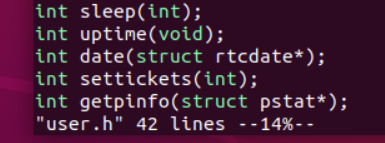 int sleep(int);
int uptime(void);
int date(struct rtcdate*);
int settickets(int);
int getpinfo(struct pstat*);
"user.h" 42 lines --14%--